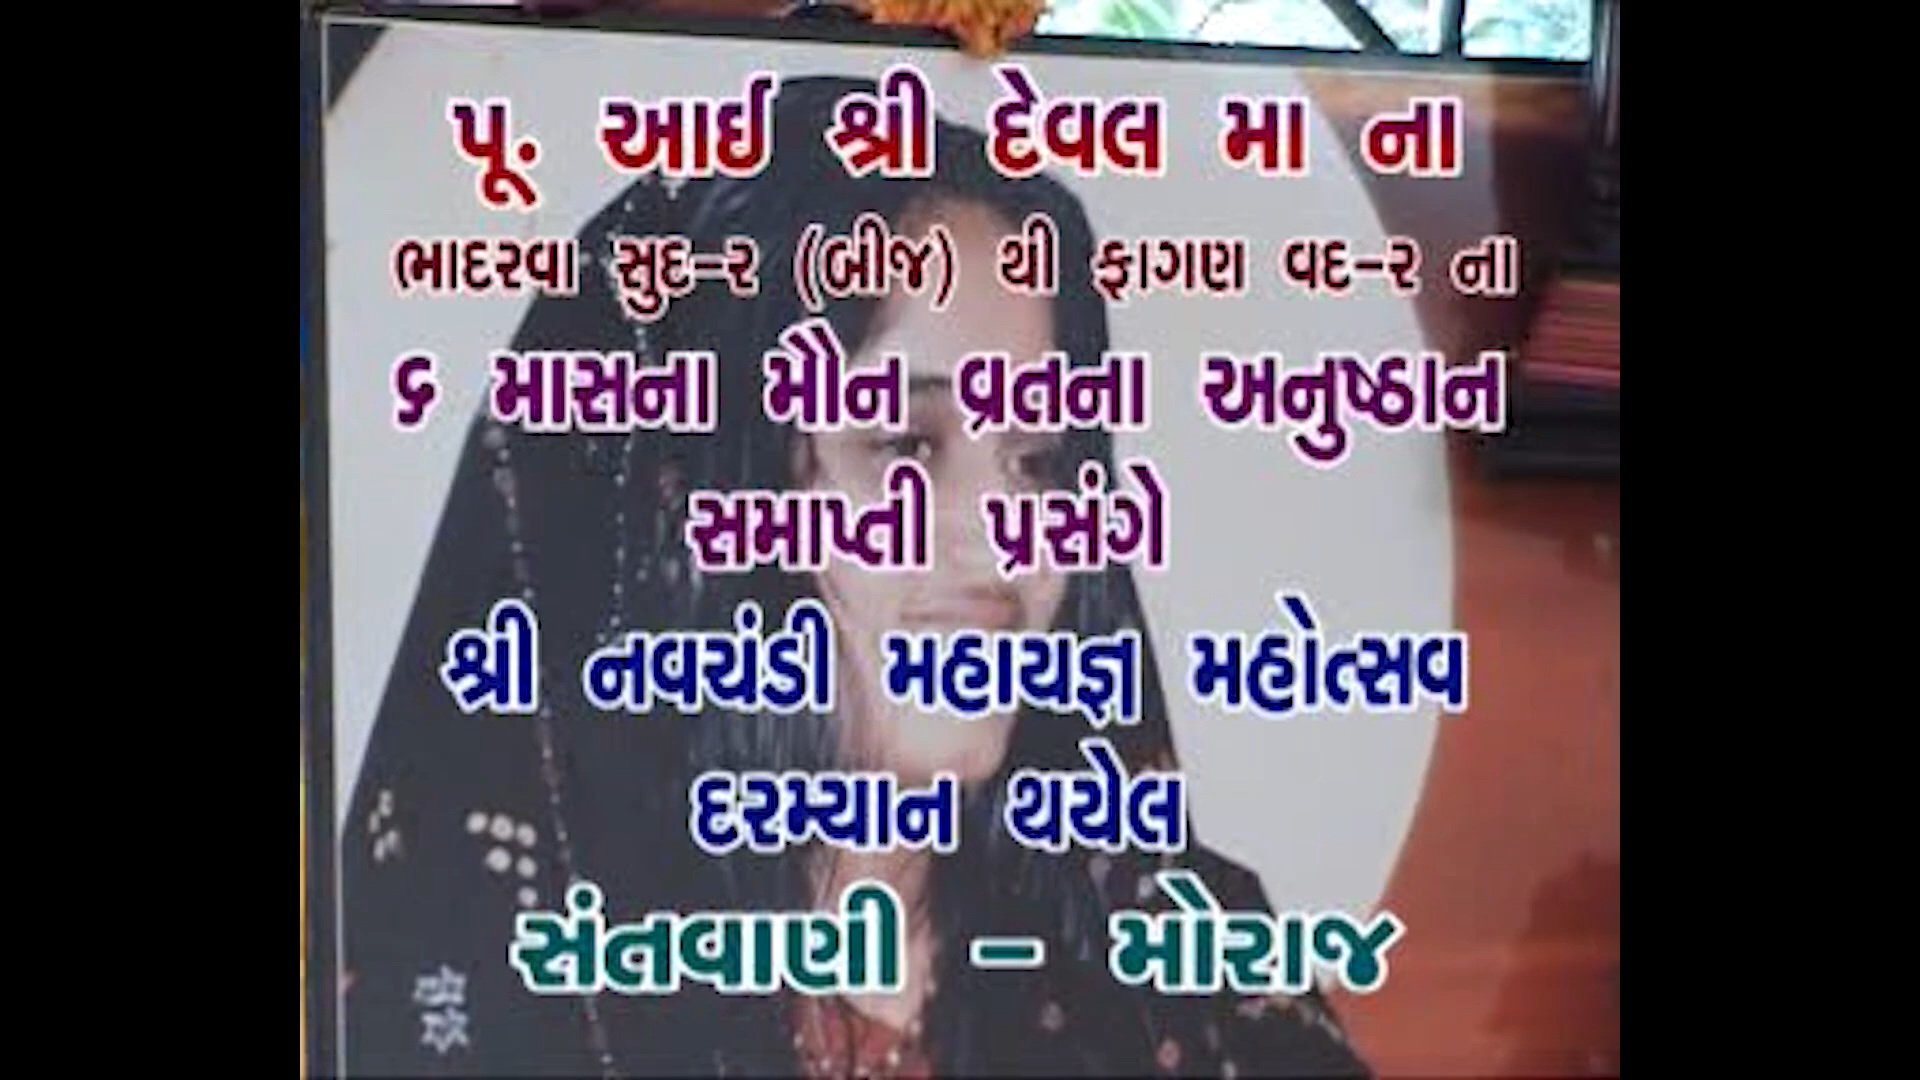 પૂ. આઈ શ્રી દેવલ મા ના
ભાદરવા સુદ-૨ (બીજ) થી ફાગણ વદ-૨ ના
૬ માસના મૌન વ્રતના અનુષ્ઠાન
સમાપ્તી પ્રસંગે
શ્રી નવચંડી મહાયજ્ઞ મહોત્સવ
દરમ્યાન થયેલ
સંતવાણી - મોરાજ